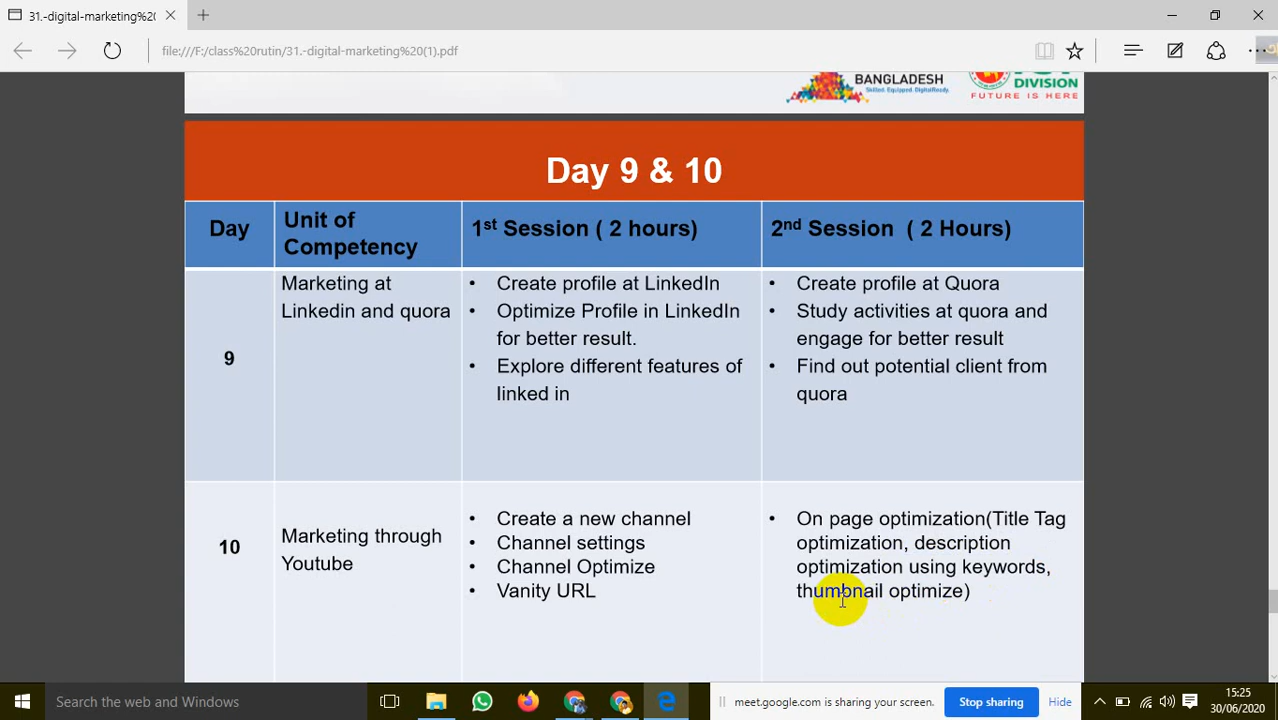 31.-digital-marketing
file:///F:/class%20rutin/31.-digital-marketing%20(1).pdf
BANGLADESH
Skilled. Equipped. DigitalReady.
DIVISION
FUTURE IS HERE
Day 9 & 10
Day
Unit of
Competency
1st Session ( 2 hours)
2nd Session ( 2 Hours)
9
Marketing at
Linkedin and quora
• Create profile at LinkedIn
• Optimize Profile in LinkedIn
for better result.
• Explore different features of
linked in
• Create profile at Quora
• Study activities at quora and
engage for better result
• Find out potential client from
quora
10
Marketing through
Youtube
• Create a new channel
• Channel settings
• Channel Optimize
• Vanity URL
• On page optimization(Title Tag
optimization, description
optimization using keywords,
thumbnail optimize)
Search the web and Windows
meet.google.com is sharing your screen.
Stop sharing
Hide
15:25
30/06/2020